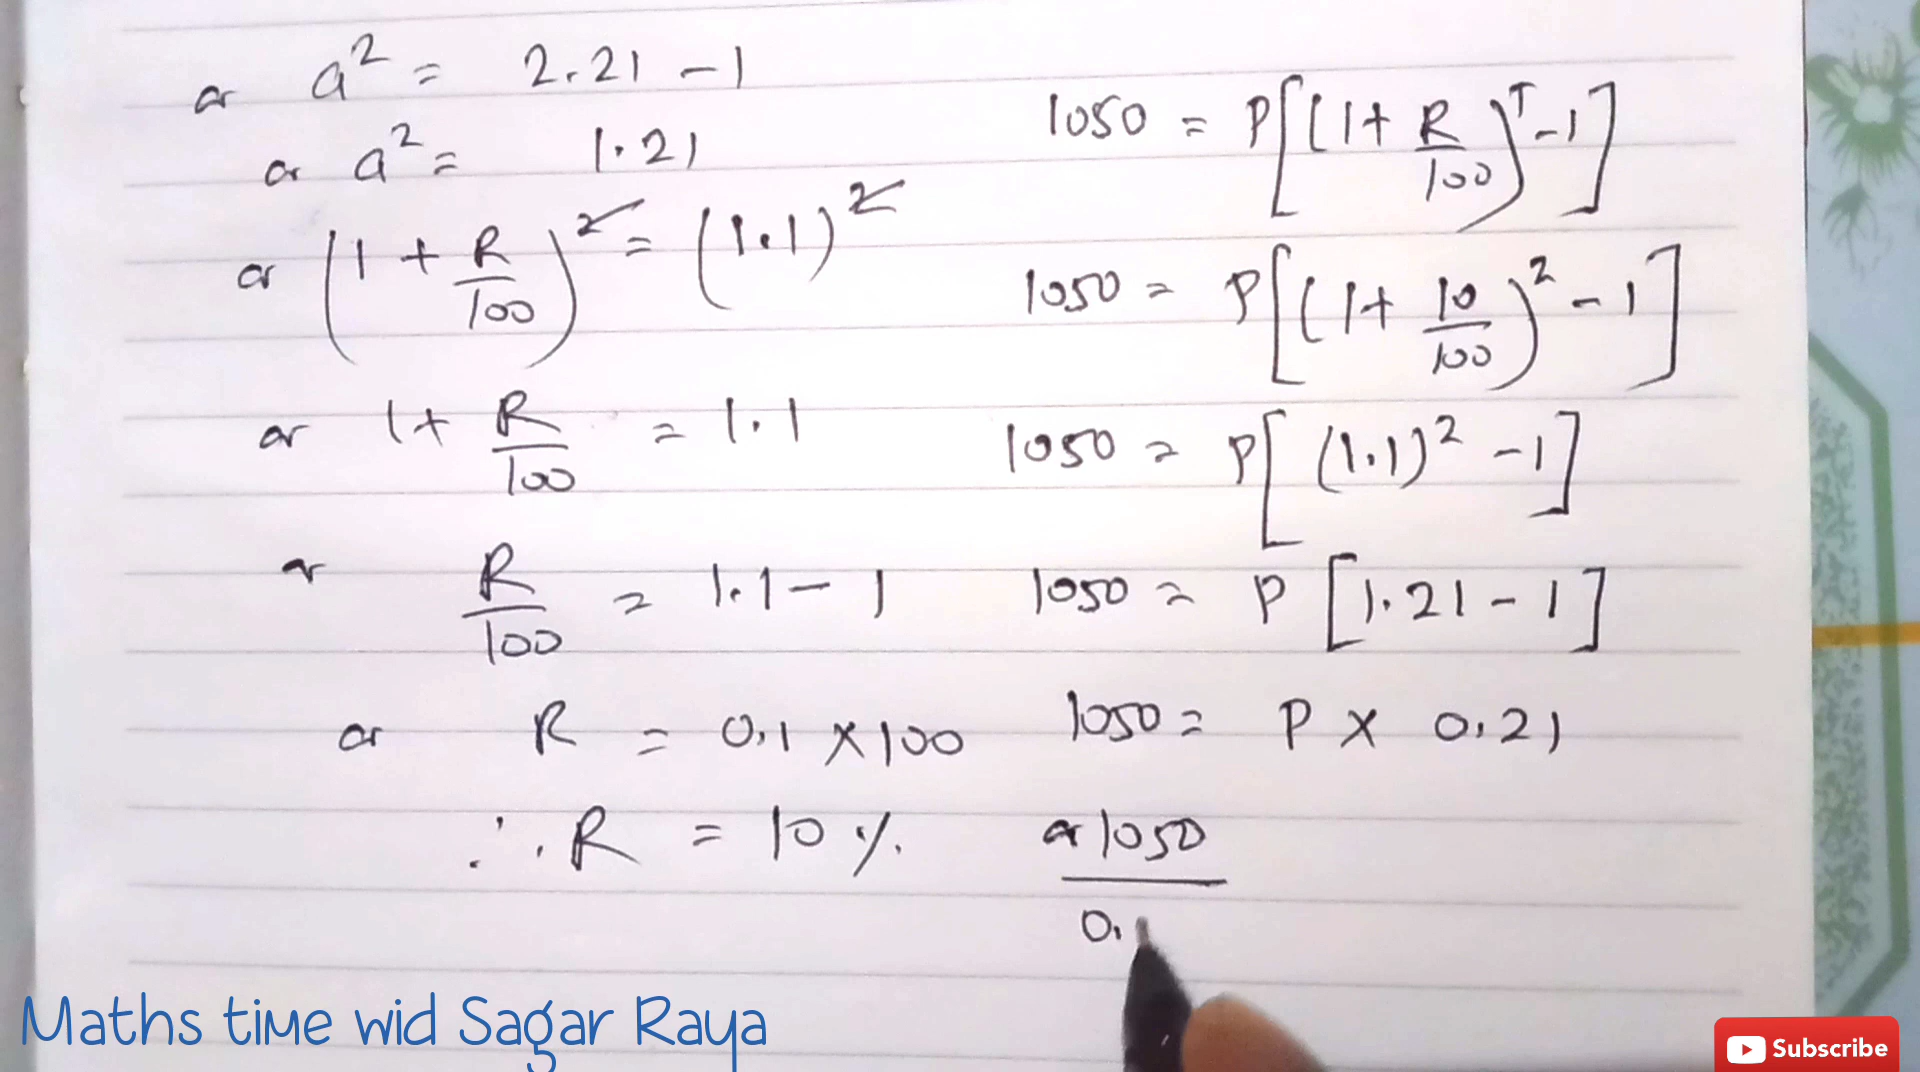 or a² = 2.21 - 1
or a² = 1.21
or (1 + R/100)² = (1.1)²
or 1 + R/100 = 1.1
or R/100 = 1.1 - 1
or R = 0.1 × 100
∴ R = 10%
1050 = P[(1 + R/100)ᵀ - 1]
1050 = P[(1 + 10/100)² - 1]
1050 = P[(1.1)² - 1]
1050 = P[1.21 - 1]
1050 = P × 0.21
or 1050/0.
Maths time wid Sagar Raya
Subscribe